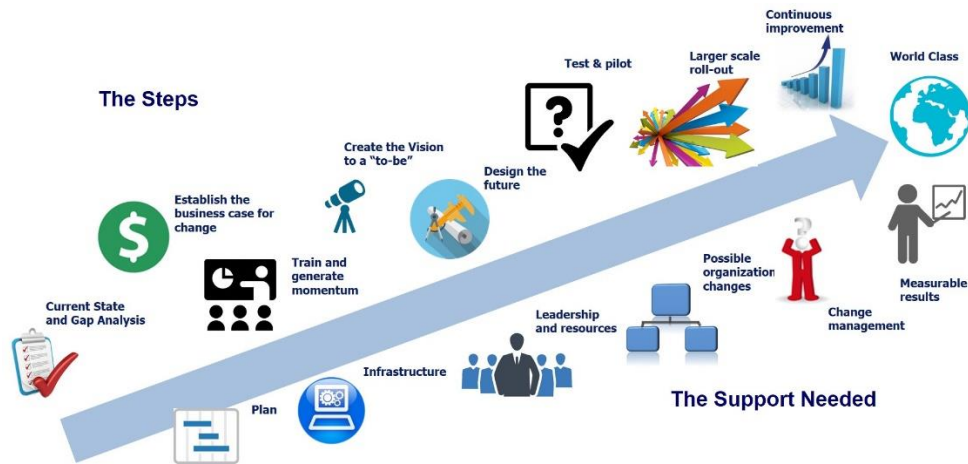 The Steps
Current State
and Gap Analysis
Establish the
business case for
change
Train and
generate
momentum
Create the Vision
to a “to-be”
Design the
future
Test & pilot
Larger scale
roll-out
Continuous
improvement
World Class
Plan
Infrastructure
Leadership
and resources
Possible
organization
changes
Change
management
Measurable
results
The Support Needed